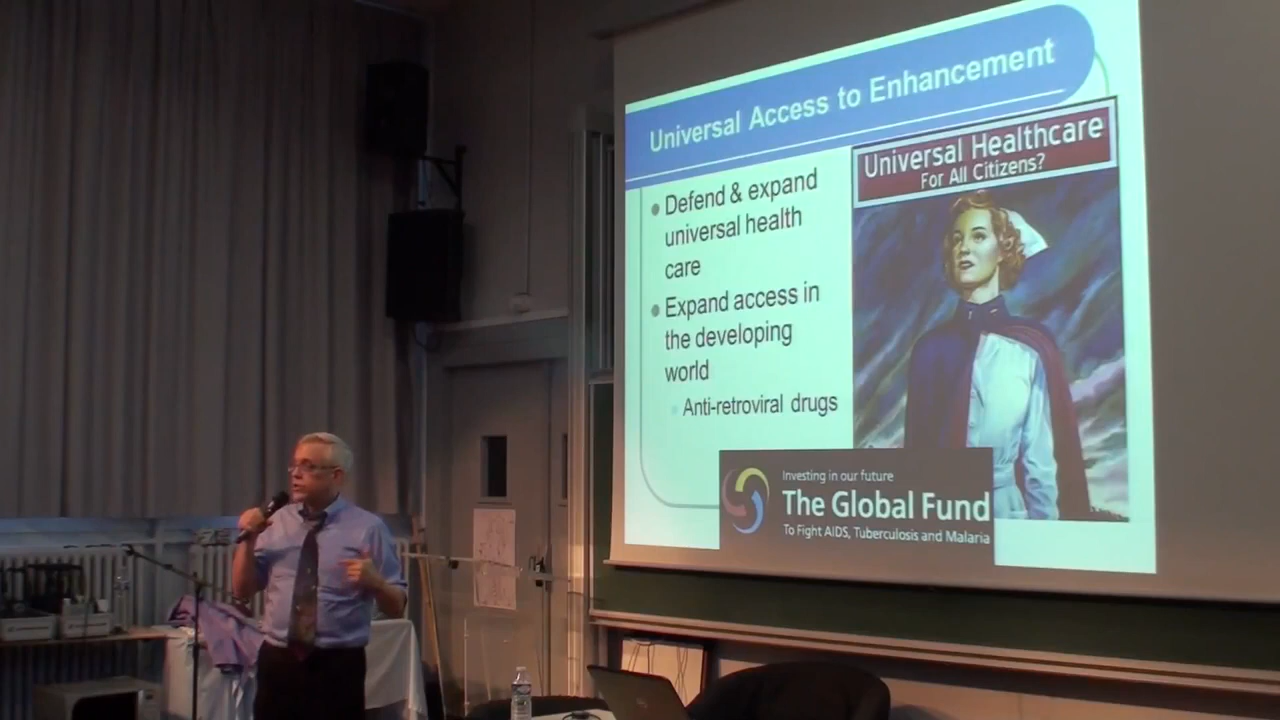 Universal Access to Enhancement
Defend & expand
universal health
care
Expand access in
the developing
world
Anti-retroviral drugs
Universal Healthcare
For All Citizens?
Investing in our future
The Global Fund
To Fight AIDS, Tuberculosis and Malaria